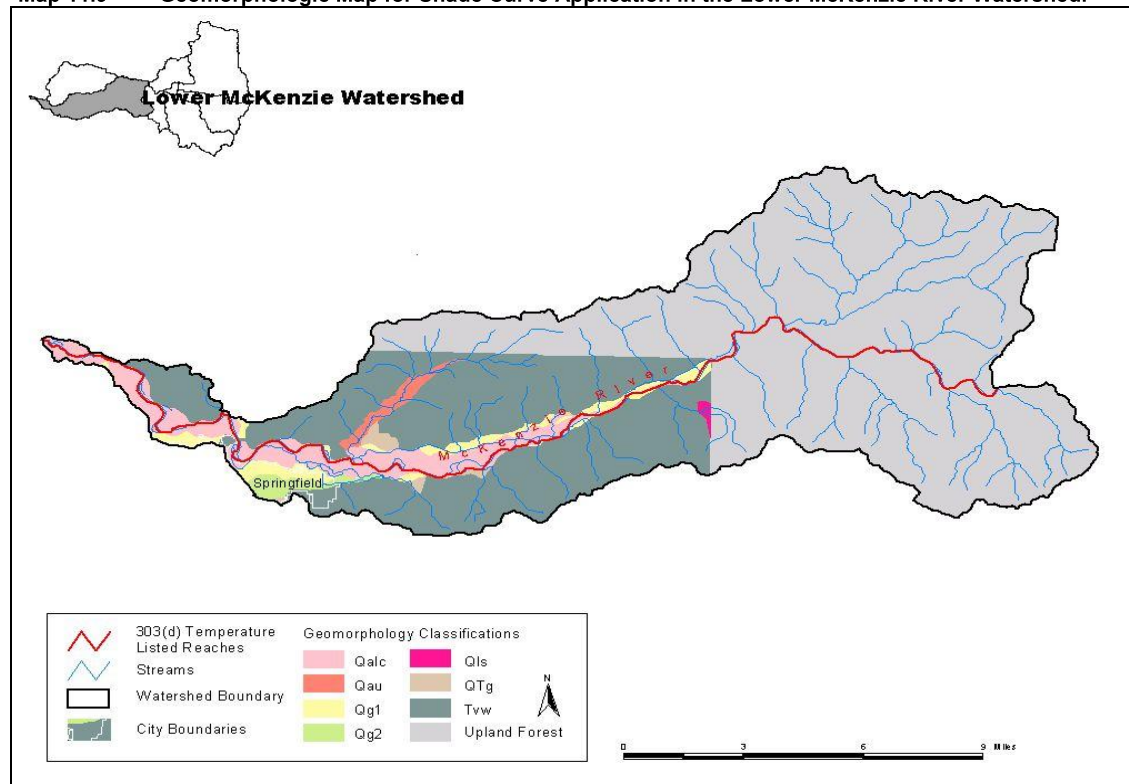 Geomorphologic Map for Shade Curve Application in the Lower McKenzie River Watershed.
Lower McKenzie Watershed
McKenzie River
Springfield
303(d) Temperature
Listed Reaches
Streams
Watershed Boundary
City Boundaries
Geomorphology Classifications
Qalc
Qau
Qg1
Qg2
Qls
QTg
Tvw
Upland Forest
N
0 3 6 9 Miles